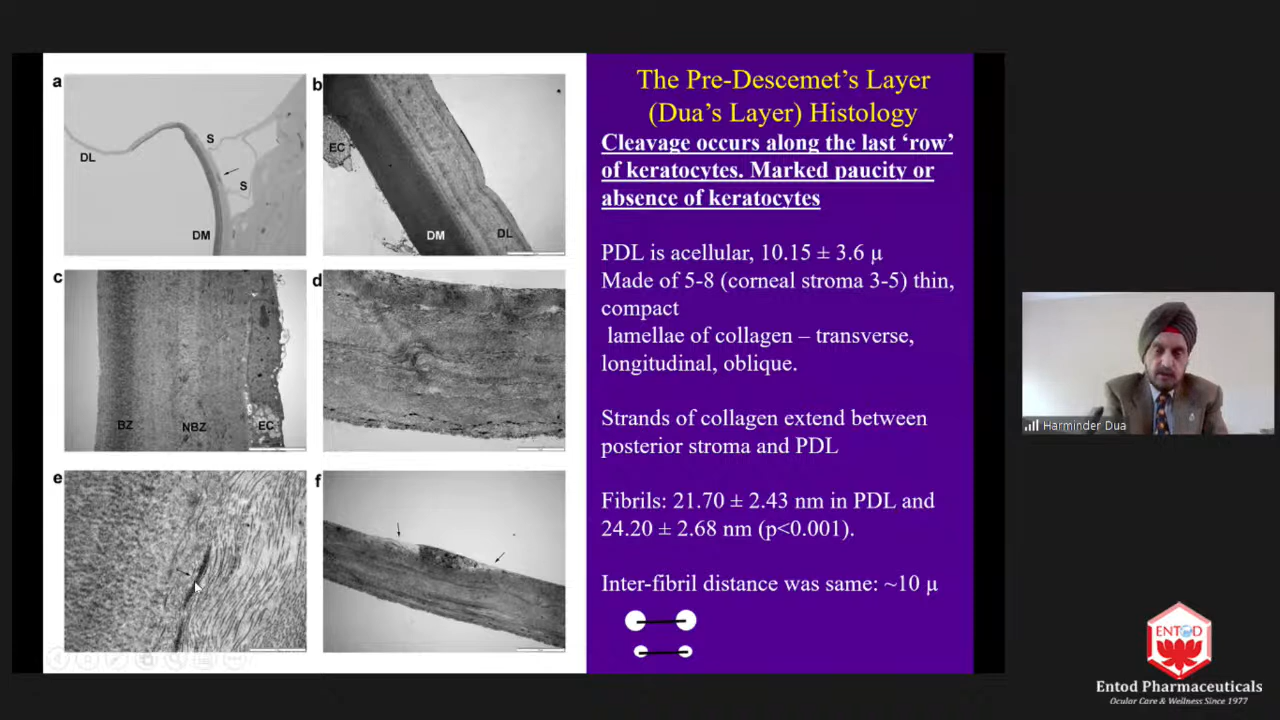 a
S
DL
S
DM
b
EC
DM
DL
c
BZ
NBZ
EC
d
e
f
The Pre-Descemet’s Layer
(Dua’s Layer) Histology
Cleavage occurs along the last ‘row’
of keratocytes. Marked paucity or
absence of keratocytes
PDL is acellular, 10.15 ± 3.6 µ
Made of 5-8 (corneal stroma 3-5) thin,
compact
lamellae of collagen – transverse,
longitudinal, oblique.
Strands of collagen extend between
posterior stroma and PDL
Fibrils: 21.70 ± 2.43 nm in PDL and
24.20 ± 2.68 nm (p<0.001).
Inter-fibril distance was same: ~10 µ
Harminder Dua
ENTOD
Entod Pharmaceuticals
Ocular Care & Wellness Since 1977